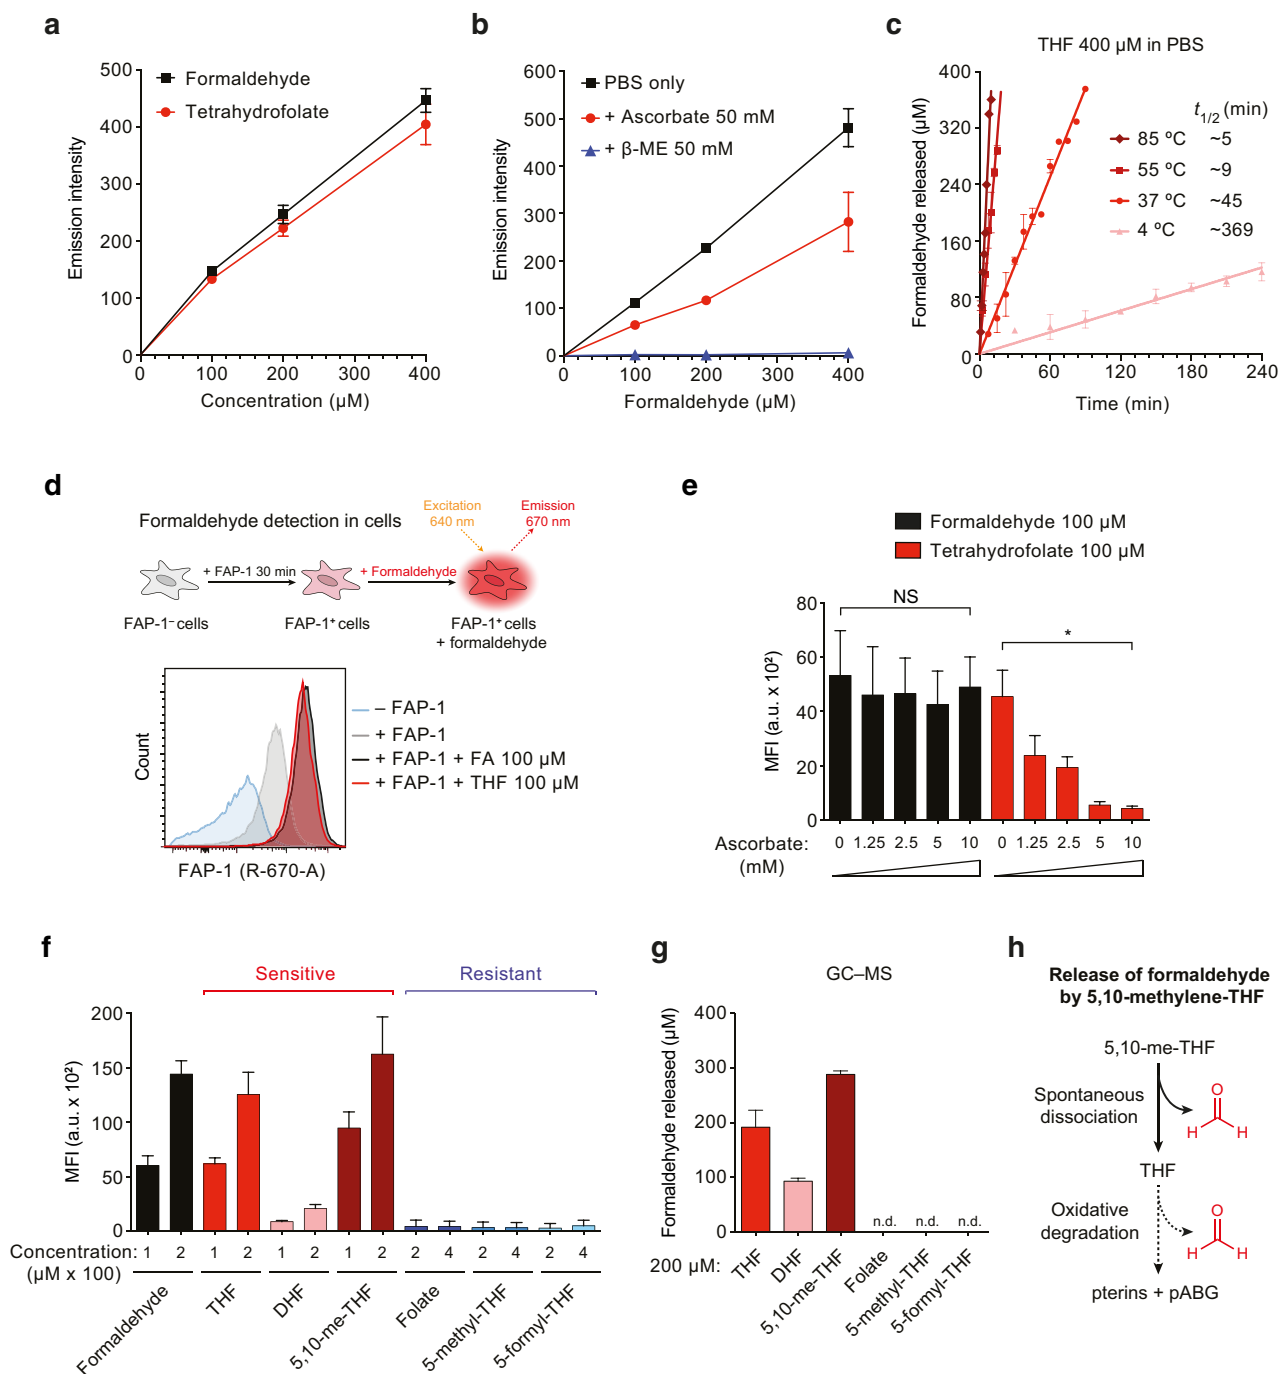 a
Formaldehyde
Tetrahydrofolate
Emission intensity
500
400
300
200
100
0
0 100 200 300 400
Concentration (µM)
b
PBS only
+ Ascorbate 50 mM
+ β-ME 50 mM
Emission intensity
600
500
400
300
200
100
0
0 100 200 300 400
Formaldehyde (µM)
c
THF 400 µM in PBS
t1/2 (min)
85 ºC ~5
55 ºC ~9
37 ºC ~45
4 ºC ~369
Formaldehyde released (µM)
400
320
240
160
80
0
0 60 120 180 240
Time (min)
d
Formaldehyde detection in cells
Excitation
640 nm
Emission
670 nm
+ FAP-1 30 min
+ Formaldehyde
FAP-1⁻ cells
FAP-1⁺ cells
FAP-1⁺ cells
+ formaldehyde
Count
– FAP-1
+ FAP-1
+ FAP-1 + FA 100 µM
+ FAP-1 + THF 100 µM
FAP-1 (R-670-A)
e
Formaldehyde 100 µM
Tetrahydrofolate 100 µM
MFI (a.u. x 10²)
80
60
40
20
0
NS
*
Ascorbate: 0 1.25 2.5 5 10 0 1.25 2.5 5 10
(mM)
f
Sensitive
Resistant
MFI (a.u. x 10²)
200
150
100
50
0
Concentration: 1 2 1 2 1 2 1 2 2 4 2 4 2 4
(µM x 100)
Formaldehyde
THF
DHF
5,10-me-THF
Folate
5-methyl-THF
5-formyl-THF
g
GC–MS
Formaldehyde released (µM)
400
300
200
100
0
n.d. n.d. n.d.
200 µM:
THF
DHF
5,10-me-THF
Folate
5-methyl-THF
5-formyl-THF
h
Release of formaldehyde
by 5,10-methylene-THF
5,10-me-THF
Spontaneous
dissociation
O
H H
THF
Oxidative
degradation
O
H H
pterins + pABG